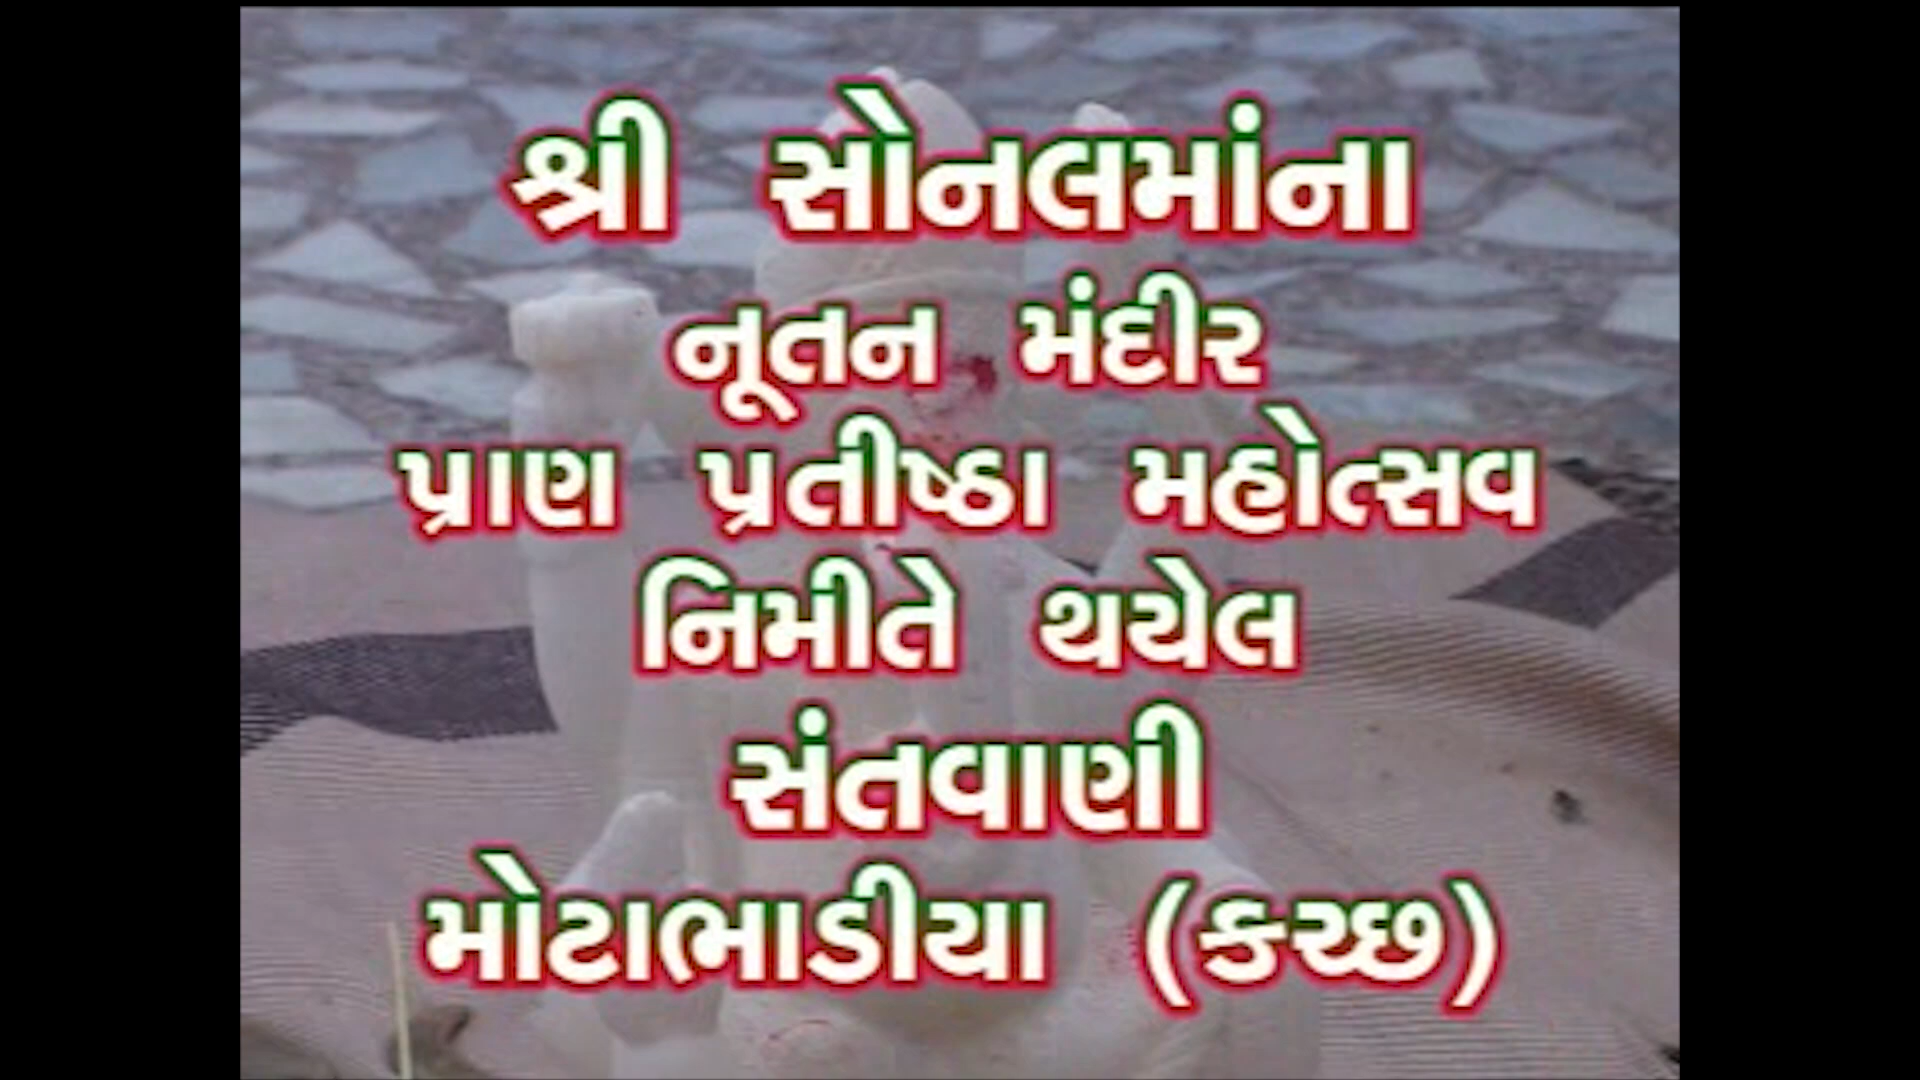 શ્રી સોનલમાંના
નૂતન મંદીર
પ્રાણ પ્રતીષ્ઠા મહોત્સવ
નિમીતે થયેલ
સંતવાણી
મોટાભાડીયા (કચ્છ)